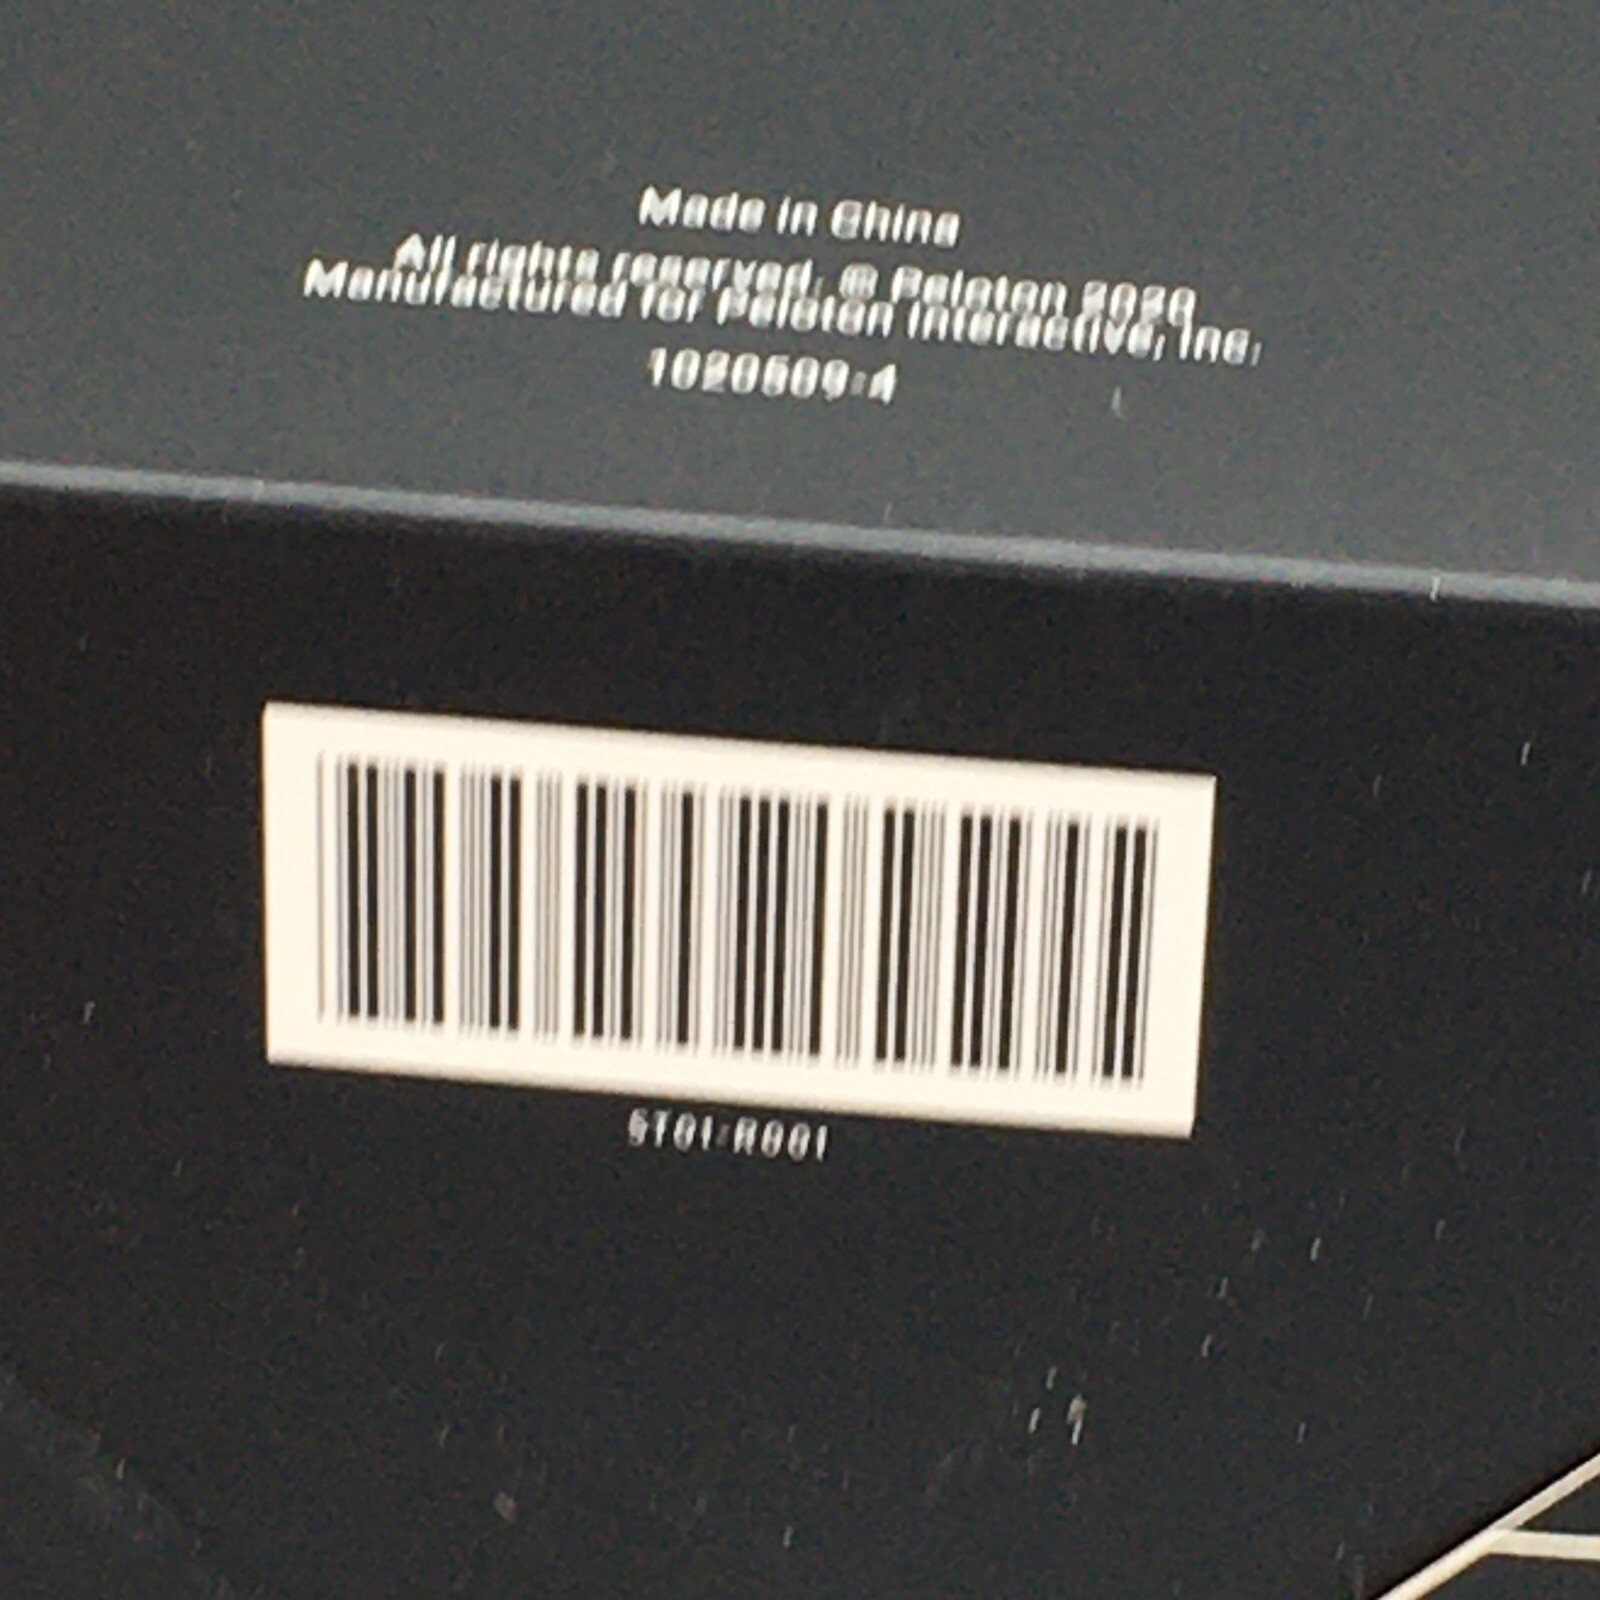 Made in China
All rights reserved. © Peloton 2020
Manufactured for Peloton Interactive, Inc.
1020609-4
ST01-R001